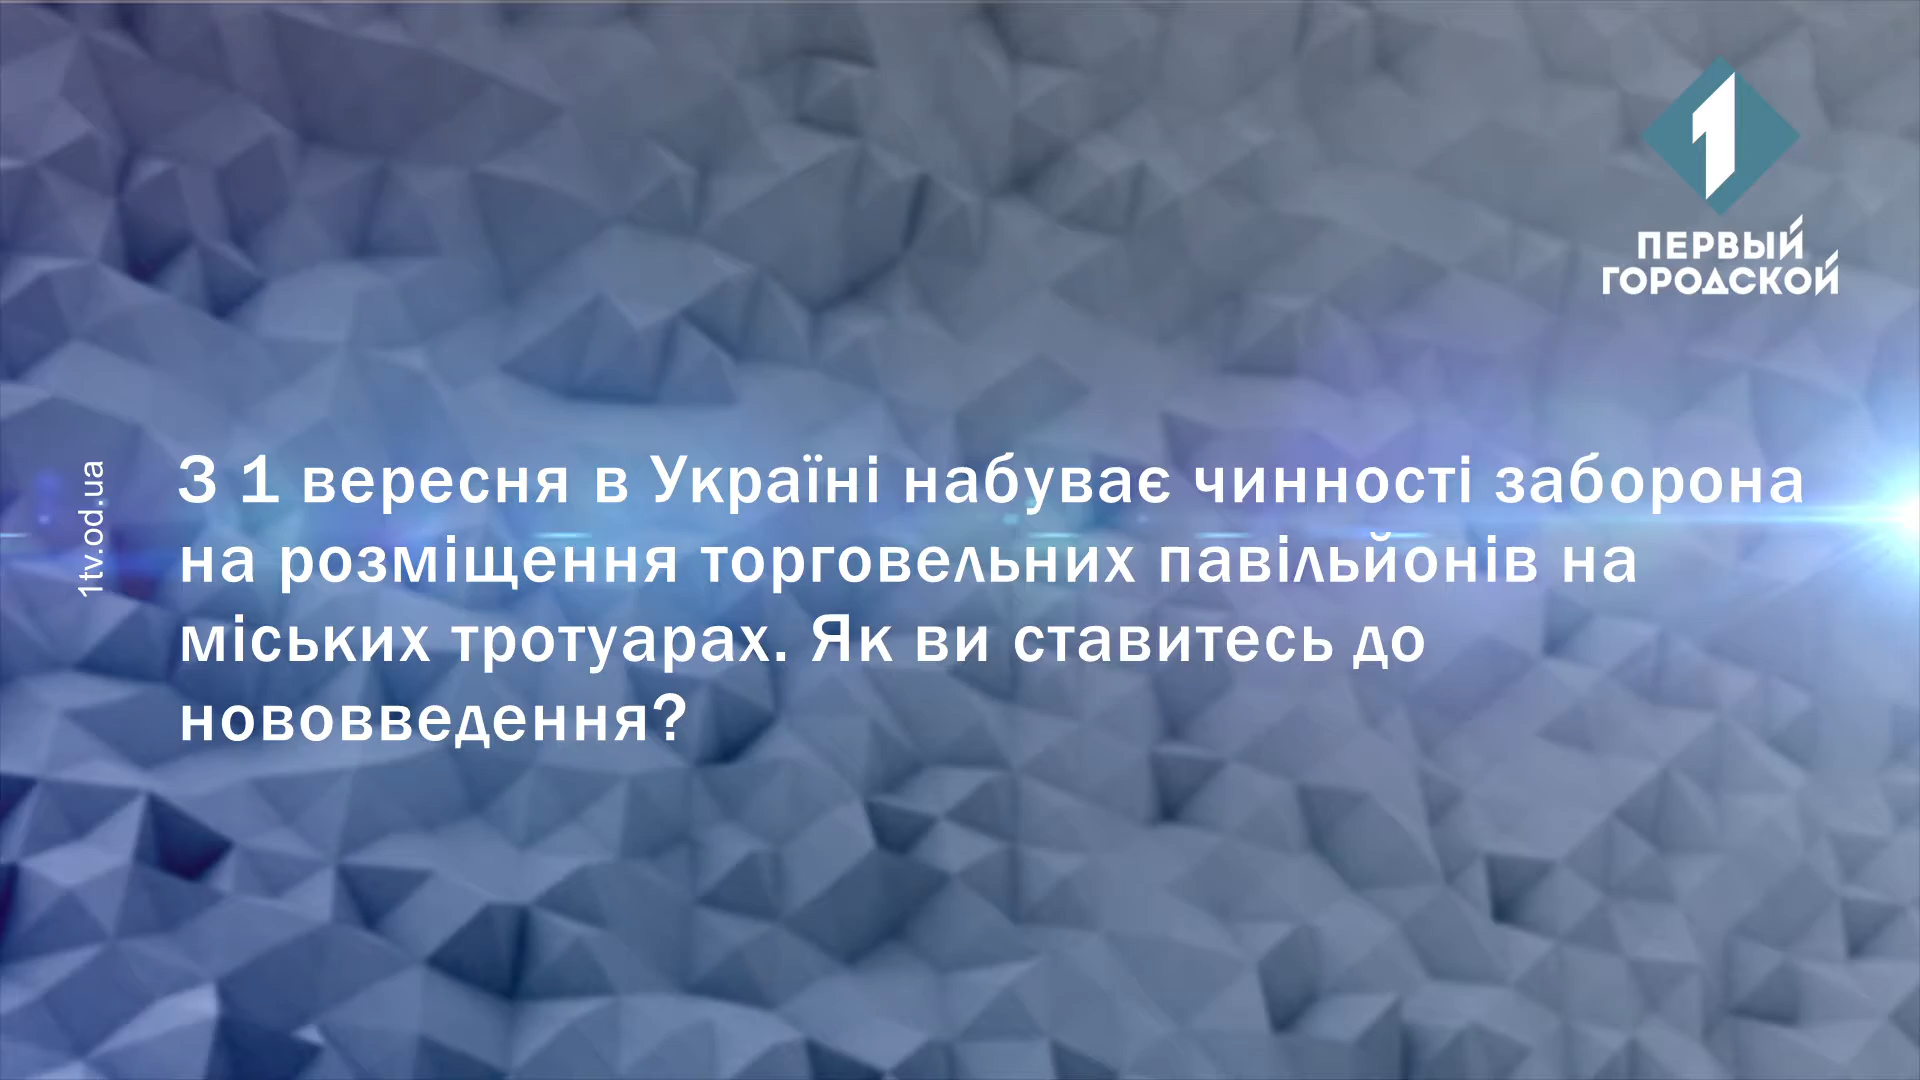 ПЕРВЫЙ
ГОРОДСКОЙ
1tv.od.ua
З 1 вересня в Україні набуває чинності заборона
на розміщення торговельних павільйонів на
міських тротуарах. Як ви ставитесь до
нововведення?